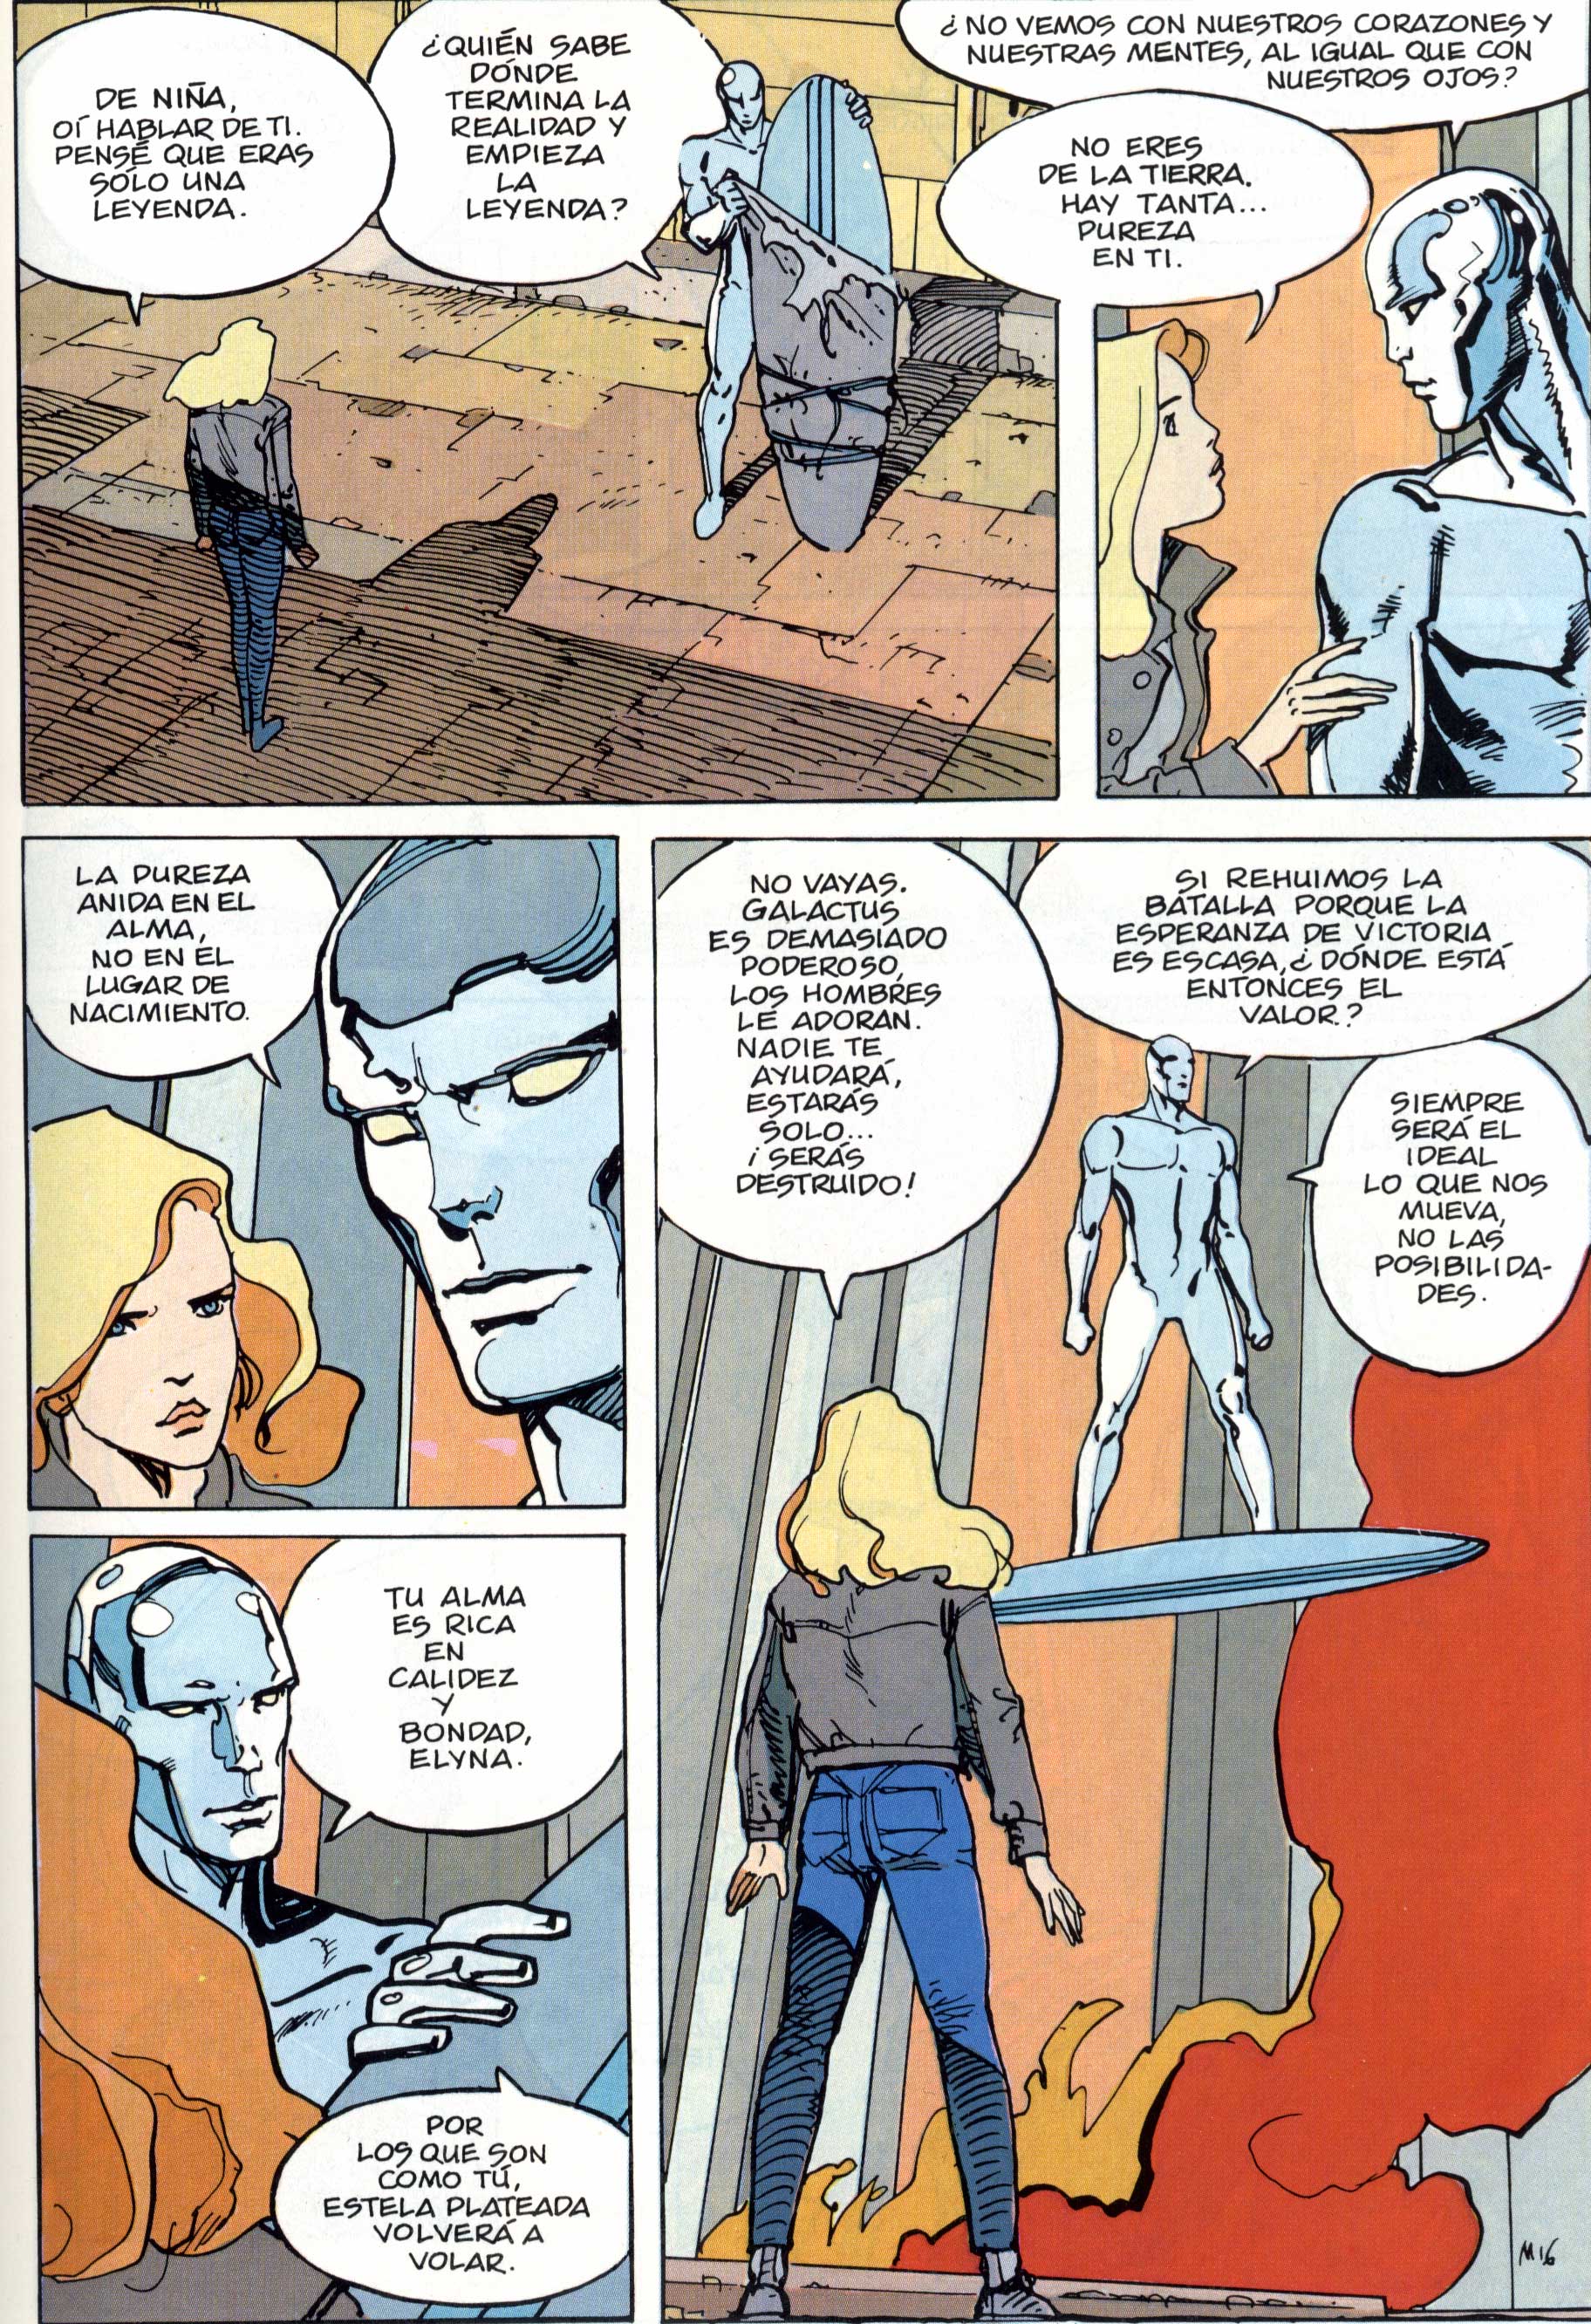 DE NIÑA,
OÍ HABLAR DE TI.
PENSÉ QUE ERAS
SÓLO UNA
LEYENDA.
¿QUIÉN SABE
DÓNDE
TERMINA LA
REALIDAD Y
EMPIEZA
LA
LEYENDA?
¿NO VEMOS CON NUESTROS CORAZONES Y
NUESTRAS MENTES, AL IGUAL QUE CON
NUESTROS OJOS?
NO ERES
DE LA TIERRA.
HAY TANTA...
PUREZA
EN TI.
LA PUREZA
ANIDA EN EL
ALMA,
NO EN EL
LUGAR DE
NACIMIENTO.
TU ALMA
ES RICA
EN
CALIDEZ
Y
BONDAD,
ELYNA.
POR
LOS QUE SON
COMO TÚ,
ESTELA PLATEADA
VOLVERÁ A
VOLAR.
NO VAYAS.
GALACTUS
ES DEMASIADO
PODEROSO,
LOS HOMBRES
LE ADORAN.
NADIE TE
AYUDARÁ,
ESTARÁS
SOLO...
¡SERÁS
DESTRUIDO!
SI REHUIMOS LA
BATALLA PORQUE LA
ESPERANZA DE VICTORIA
ES ESCASA, ¿DÓNDE ESTÁ
ENTONCES EL
VALOR?
SIEMPRE
SERÁ EL
IDEAL
LO QUE NOS
MUEVA,
NO LAS
POSIBILIDA-
DES.
M16